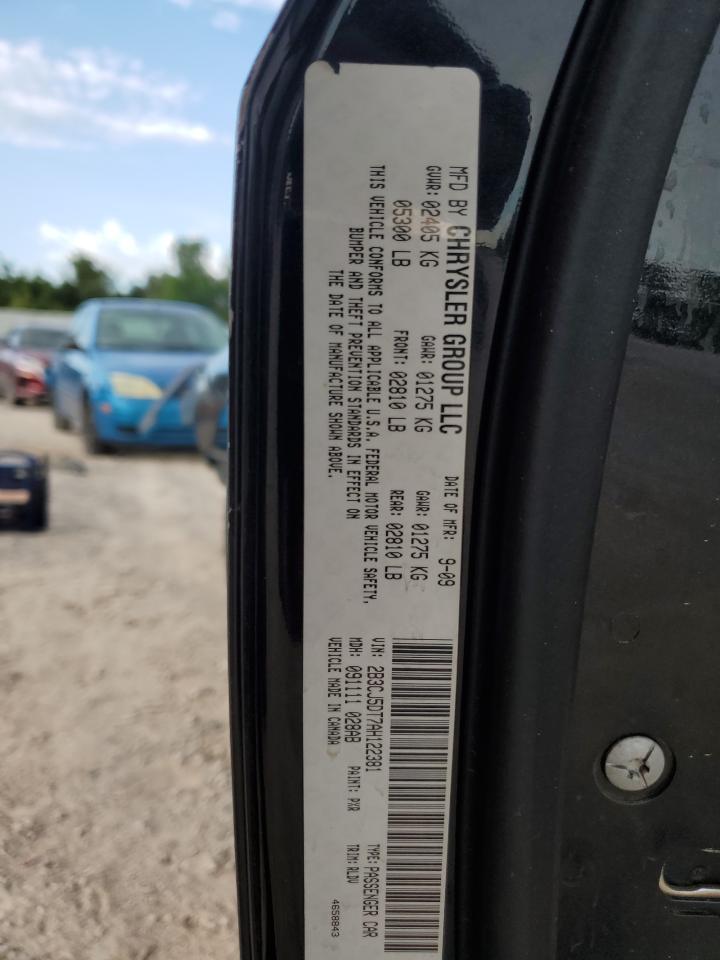 MFD BY CHRYSLER GROUP LLC DATE OF MFR: 9-09
GVWR: 02405 KG GAWR: 01275 KG GAWR: 01275 KG
05300 LB FRONT: 02810 LB REAR: 02810 LB
THIS VEHICLE CONFORMS TO ALL APPLICABLE U.S.A. FEDERAL MOTOR VEHICLE SAFETY,
BUMPER AND THEFT PREVENTION STANDARDS IN EFFECT ON
THE DATE OF MANUFACTURE SHOWN ABOVE.
VIN: 2B3CJ5DT7AH122381 TYPE: PASSENGER CAR
MDH: 091111 028AB PAINT: PXR TRIM: RLDV
VEHICLE MADE IN CANADA 4658843